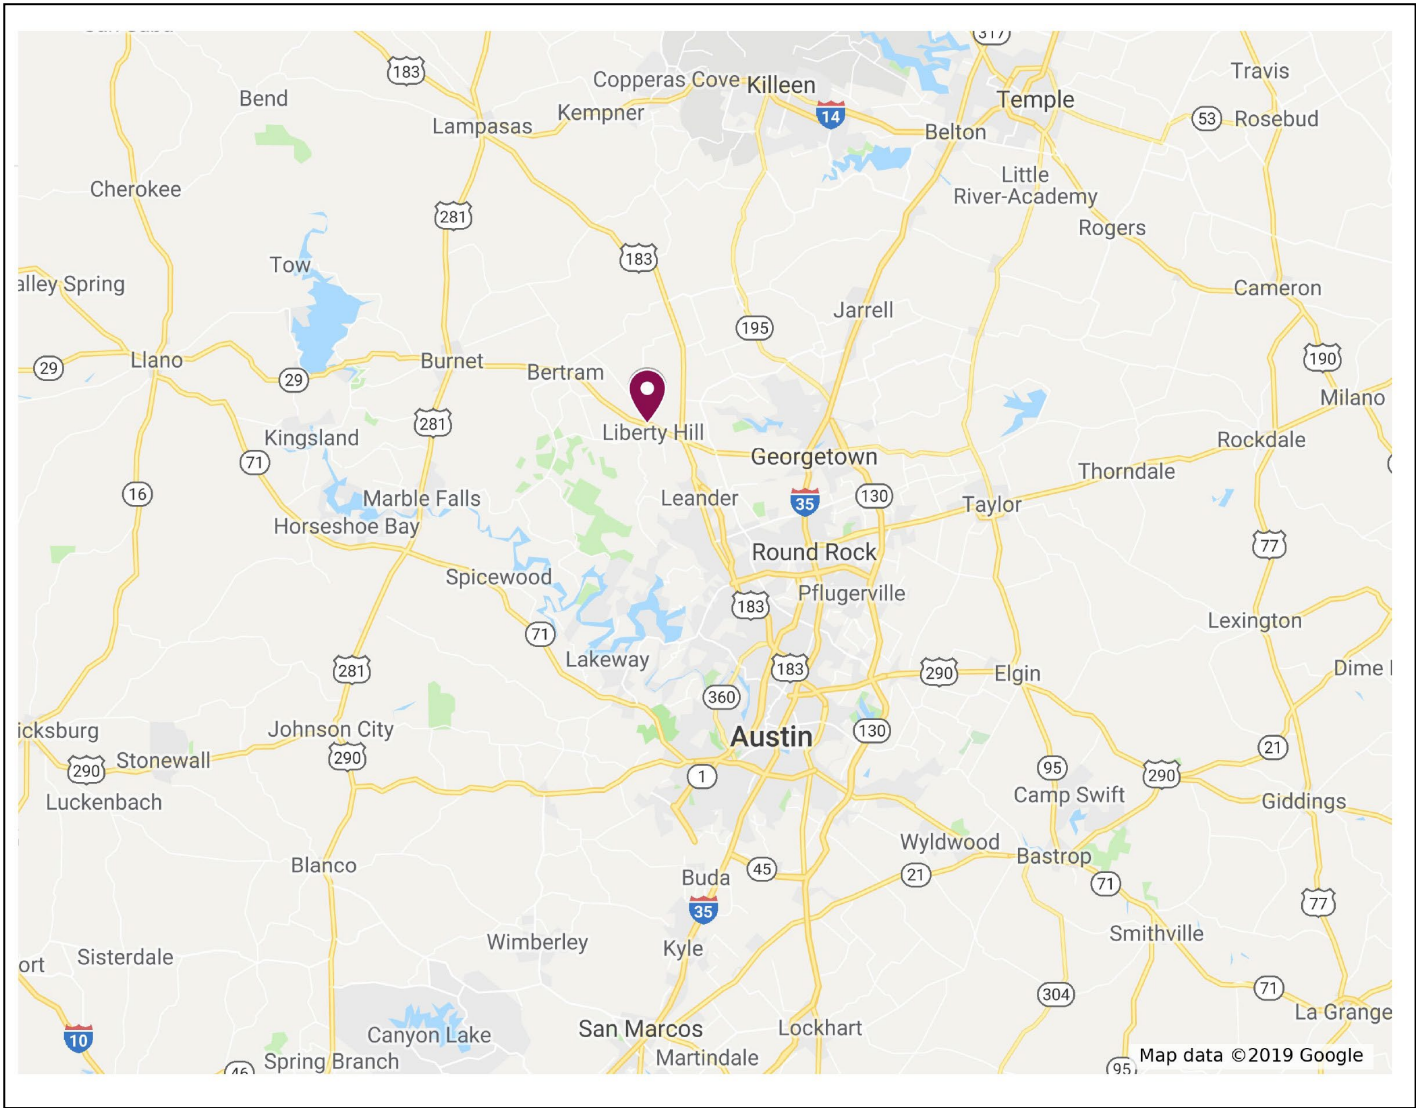 317
183
Copperas Cove
Killeen
Travis
Bend
Temple
Kempner
14
53
Rosebud
Lampasas
Belton
Little
River-Academy
Cherokee
281
Rogers
183
Tow
alley Spring
Cameron
Jarrell
195
Llano
Burnet
190
29
29
Bertram
Milano
281
Liberty Hill
Kingsland
Rockdale
71
Georgetown
Thorndale
16
Marble Falls
Leander
35
130
Taylor
Horseshoe Bay
77
Round Rock
Spicewood
Pflugerville
183
Lexington
71
Lakeway
281
183
290
Elgin
Dime
360
icksburg
Johnson City
Austin
130
21
Stonewall
290
290
1
95
290
Luckenbach
Camp Swift
Giddings
Wyldwood
Blanco
Bastrop
45
21
Buda
71
35
77
Wimberley
Kyle
Smithville
ort
Sisterdale
304
71
La Grange
10
Canyon Lake
San Marcos
Lockhart
Spring Branch
Martindale
46
95
Map data ©2019 Google